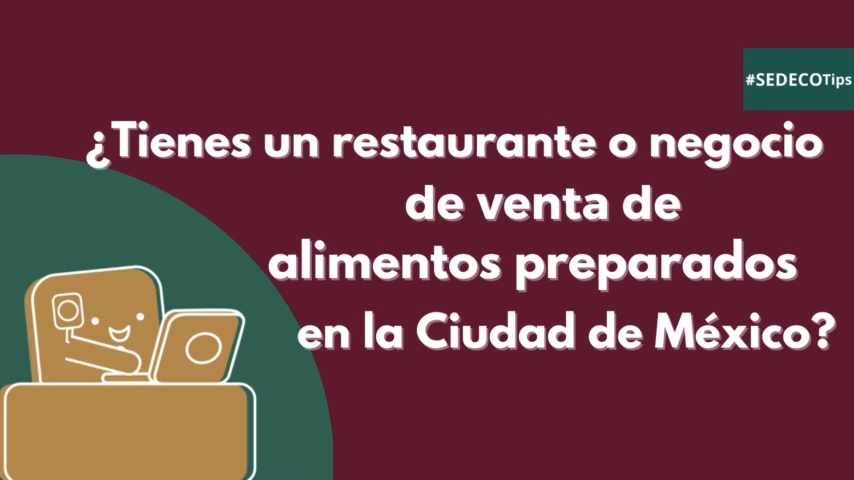 #SEDECOTips
¿Tienes un restaurante o negocio
de venta de
alimentos preparados
en la Ciudad de México?